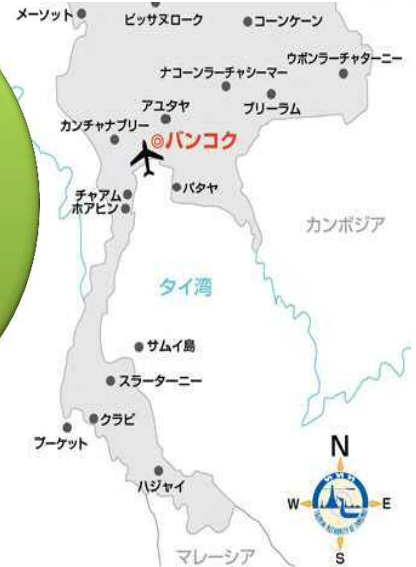 メーソット
ピッサヌローク
コーンケーン
ウボンラーチャターニー
ナコーンラーチャシーマー
ブリーラム
アユタヤ
カンチャナブリー
バンコク
パタヤ
チャアム
ホアヒン
カンボジア
タイ湾
サムイ島
スラーターニー
クラビ
プーケット
ハジャイ
マレーシア
N
W
E
S